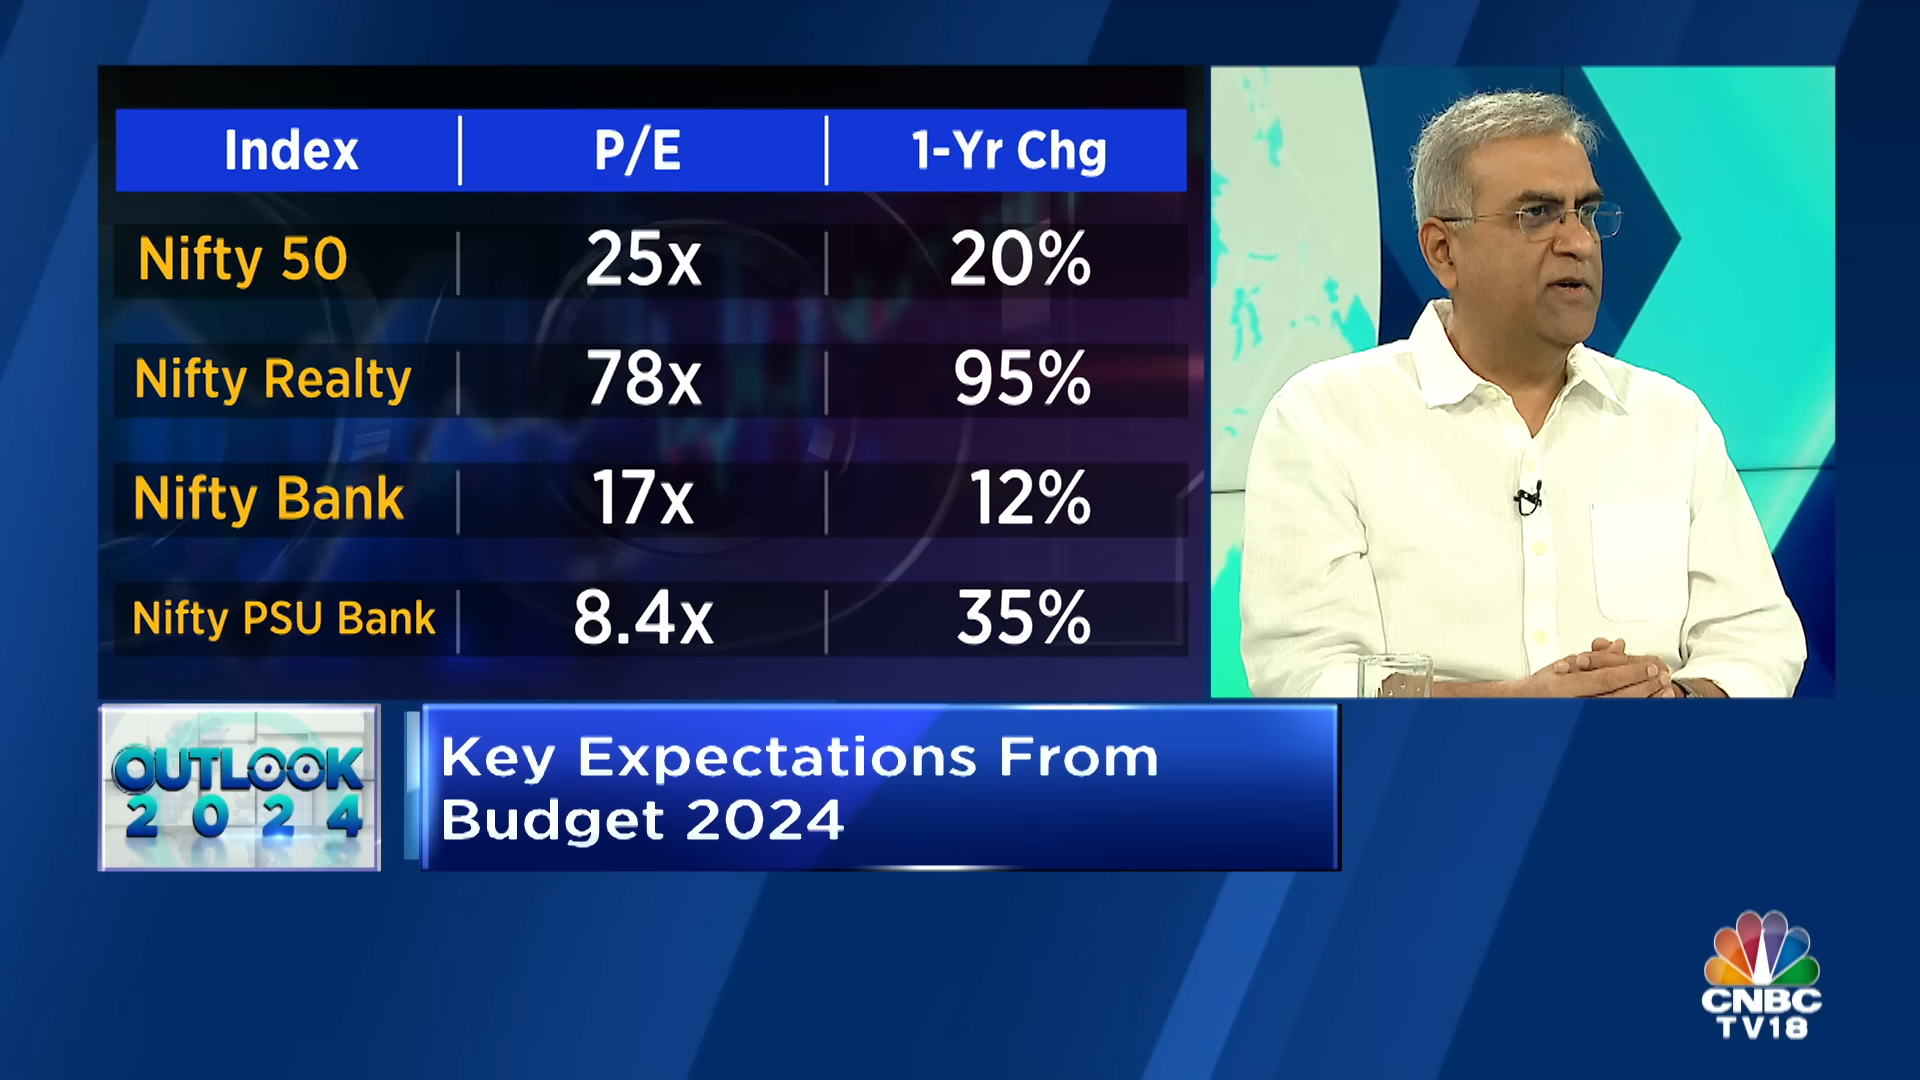 Index P/E 1-Yr Chg
Nifty 50 25x 20%
Nifty Realty 78x 95%
Nifty Bank 17x 12%
Nifty PSU Bank 8.4x 35%
OUTLOOK
2024
Key Expectations From
Budget 2024
CNBC
TV18